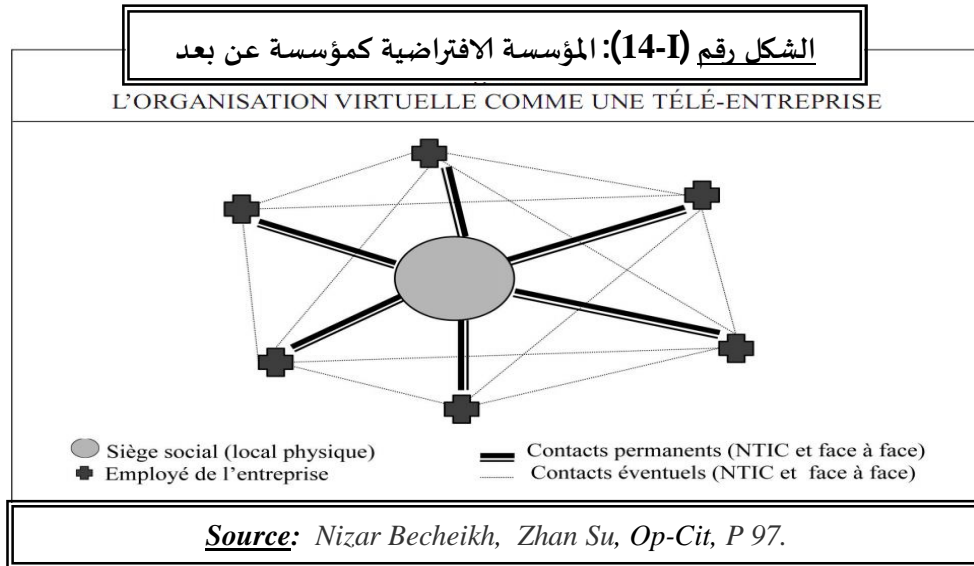 الشكل رقم (I-14): المؤسسة الافتراضية كمؤسسة عن بعد
L'ORGANISATION VIRTUELLE COMME UNE TÉLÉ-ENTREPRISE
Siège social (local physique)
Employé de l'entreprise
Contacts permanents (NTIC et face à face)
Contacts éventuels (NTIC et face à face)
Source: Nizar Becheikh, Zhan Su, Op-Cit, P 97.